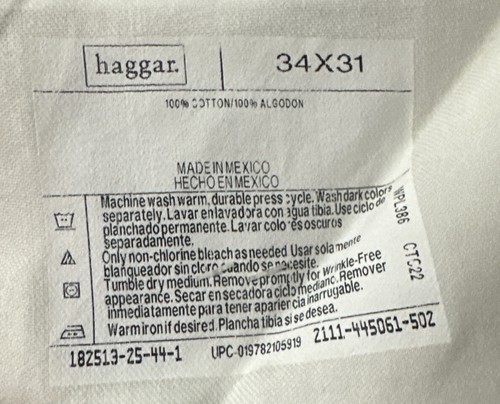 haggar.
34X31
100% COTTON/100% ALGODON
MADE IN MEXICO
HECHO EN MEXICO
Machine wash warm, durable press cycle. Wash dark colors
separately. Lavar en lavadora con agua tibia. Use ciclo de
planchado permanente. Lavar colores oscuros
separadamente.
Only non-chlorine bleach as needed Usar solamente
blanqueador sin cloro cuando se necesite.
Tumble dry medium. Remove promptly for Wrinkle-Free
appearance. Secar en secadora ciclo mediano. Remover
inmediatamente para tener apariencia inarrugable.
Warm iron if desired. Plancha tibia si se desea.
WPL386 CTC22
182513-25-44-1
UPC 019782105919
2111-445061-502